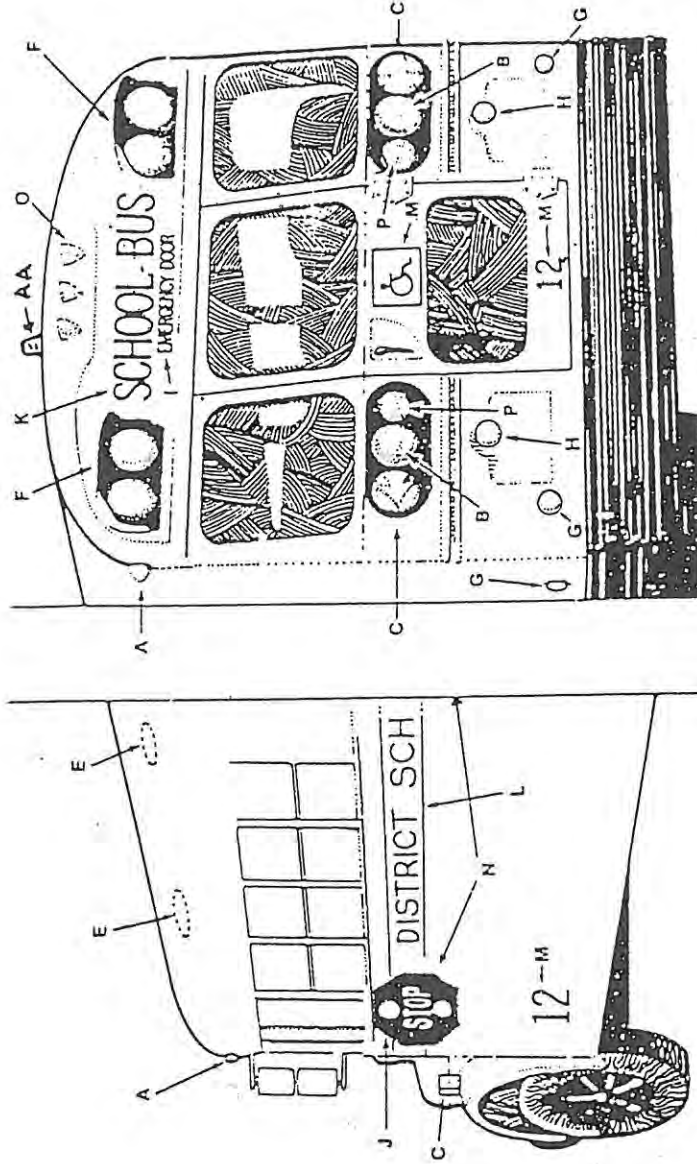 E
E
A
J
STOP
DISTRICT SCH
L
N
C
12-M
AA
O
F
K
F
SCHOOL-BUS
I
EMERGENCY DOOR
A
C
B
P
M
P
B
C
12-M
G
G
H
H
G